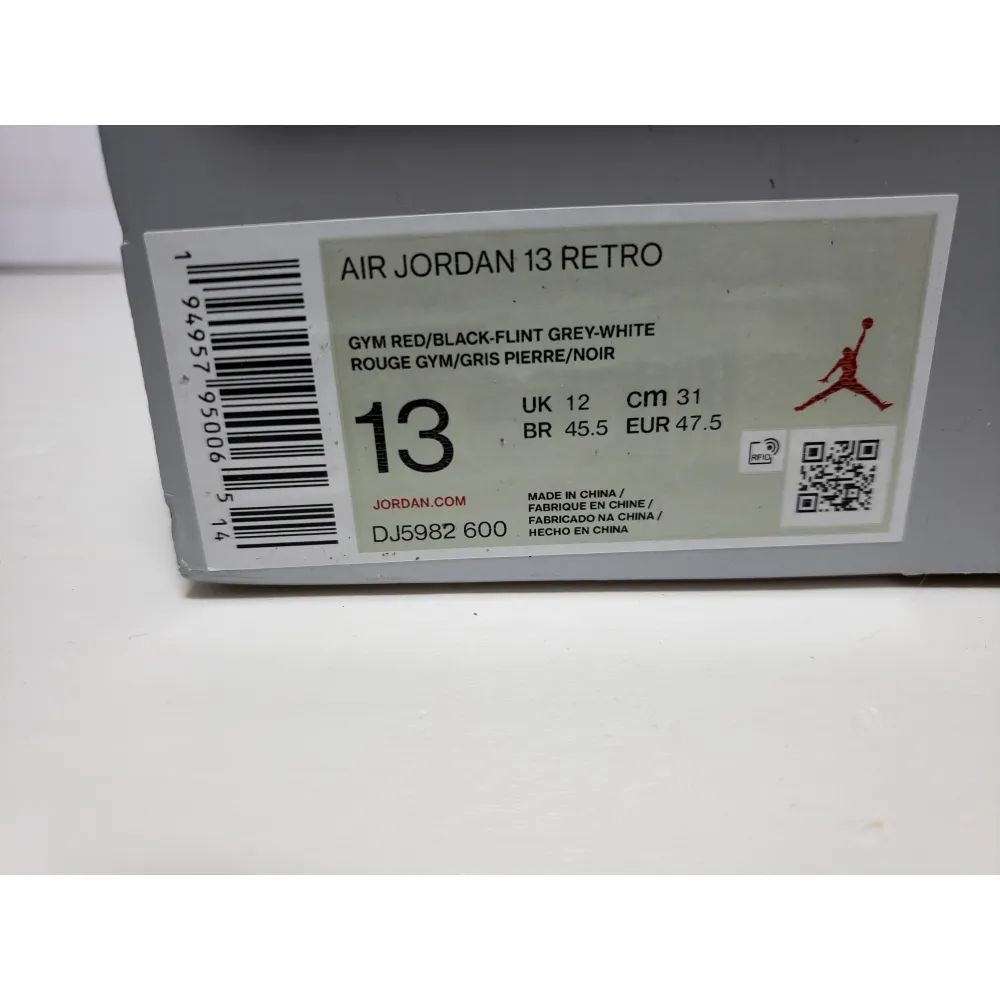 AIR JORDAN 13 RETRO
GYM RED/BLACK-FLINT GREY-WHITE
ROUGE GYM/GRIS PIERRE/NOIR
13
UK 12 cm 31
BR 45.5 EUR 47.5
JORDAN.COM
DJ5982 600
MADE IN CHINA /
FABRIQUE EN CHINE /
FABRICADO NA CHINA /
HECHO EN CHINA
RFID
1 94957 95006 5 14